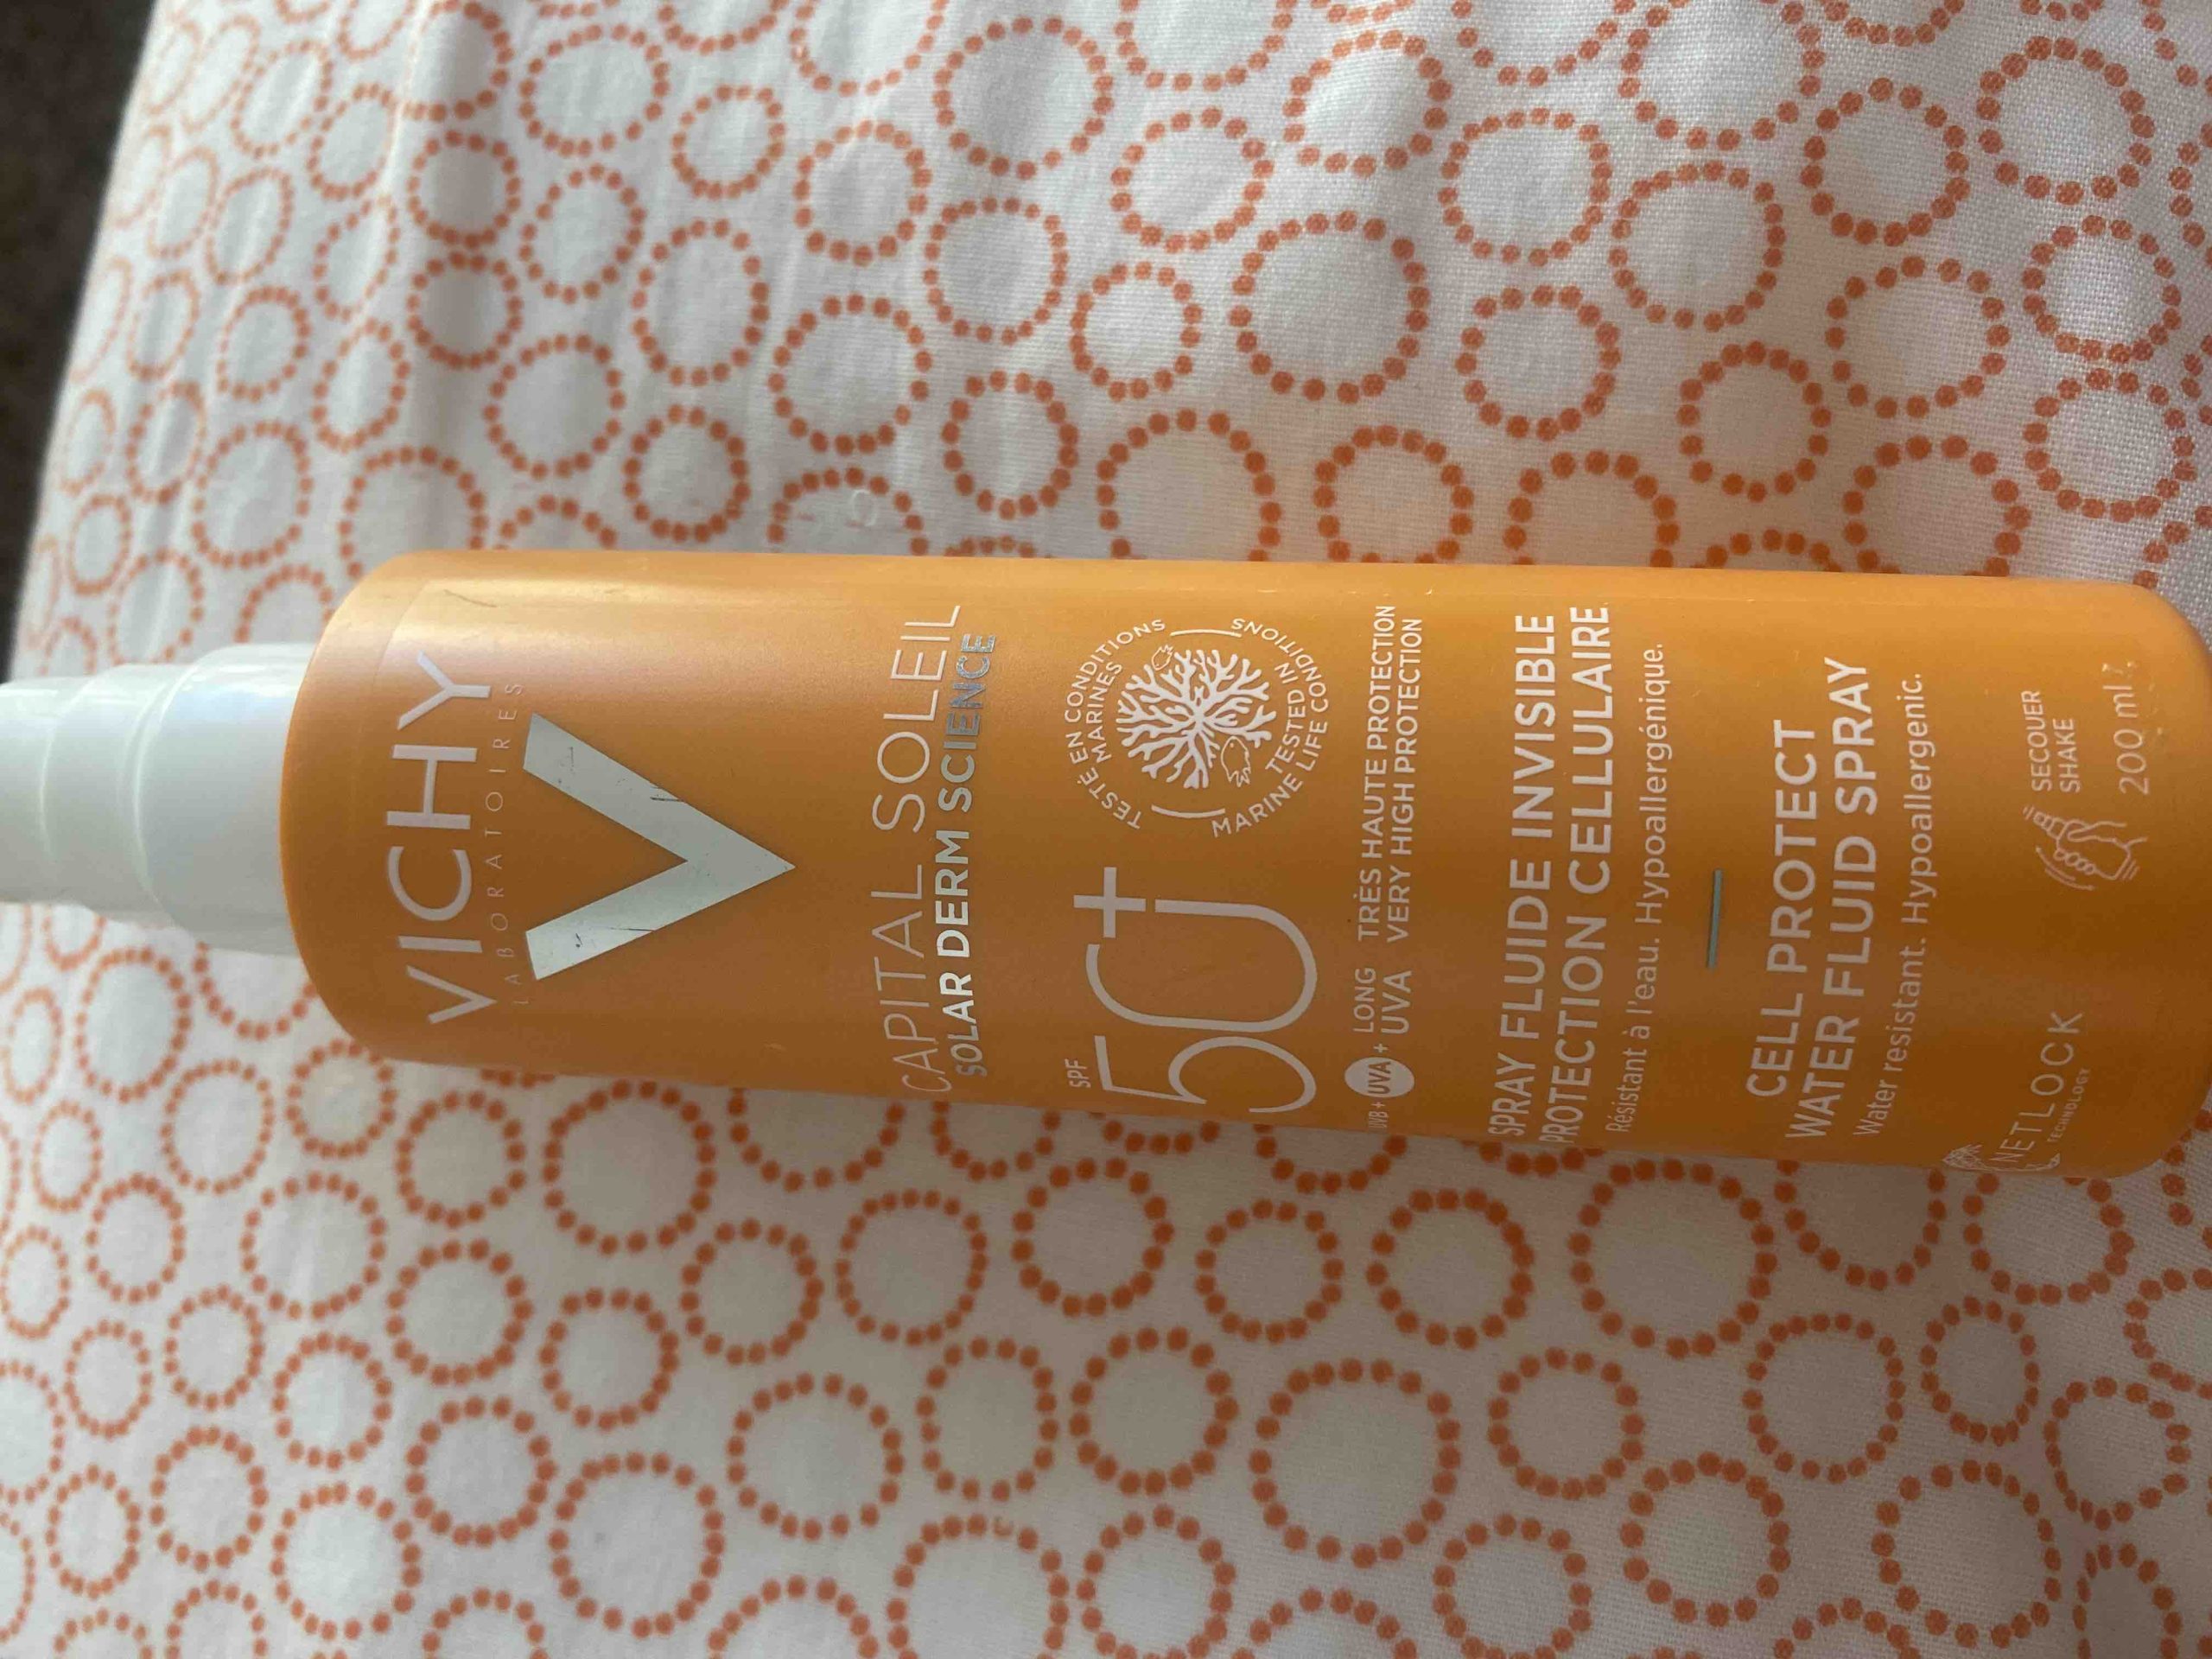 VICHY
LABORATOIRES
CAPITAL SOLEIL
SOLAR DERM SCIENCE
SPF
50+
TESTÉ EN CONDITIONS
MARINES
TESTED IN
MARINE LIFE CONDITIONS
UVB + UVA + LONG UVA
TRÈS HAUTE PROTECTION
VERY HIGH PROTECTION
SPRAY FLUIDE INVISIBLE
PROTECTION CELLULAIRE
Résistant à l'eau. Hypoallergénique.
CELL PROTECT
WATER FLUID SPRAY
Water resistant. Hypoallergenic.
NETLOCK
TECHNOLOGY
SECOUER
SHAKE
200 ml